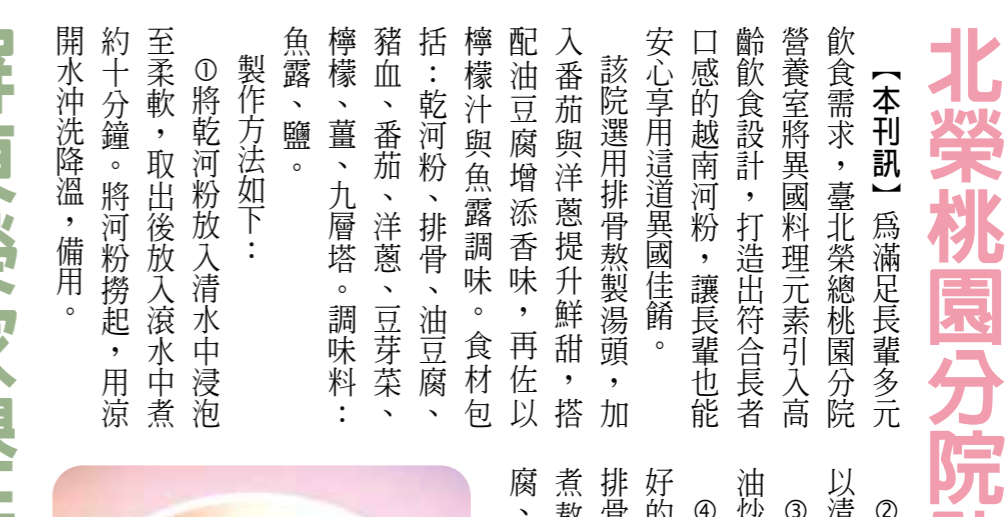 北榮桃園分院
【本刊訊】爲滿足長輩多元
飲食需求，臺北榮總桃園分院
營養室將異國料理元素引入高
齡飲食設計，打造出符合長者
口感的越南河粉，讓長輩也能
安心享用這道異國佳餚。
該院選用排骨熬製湯頭，加
入番茄與洋蔥提升鮮甜，搭
配油豆腐增添香味，再佐以
檸檬汁與魚露調味。食材包
括：乾河粉、排骨、油豆腐、
豬血、番茄、洋蔥、豆芽菜、
檸檬、薑、九層塔。調味料：
魚露、鹽。
製作方法如下：
①將乾河粉放入清水中浸泡
至柔軟，取出後放入滾水中煮
約十分鐘。將河粉撈起，用涼
開水沖洗降溫，備用。
②
以清
③
油炒
④
好的
排骨
煮熬
腐、